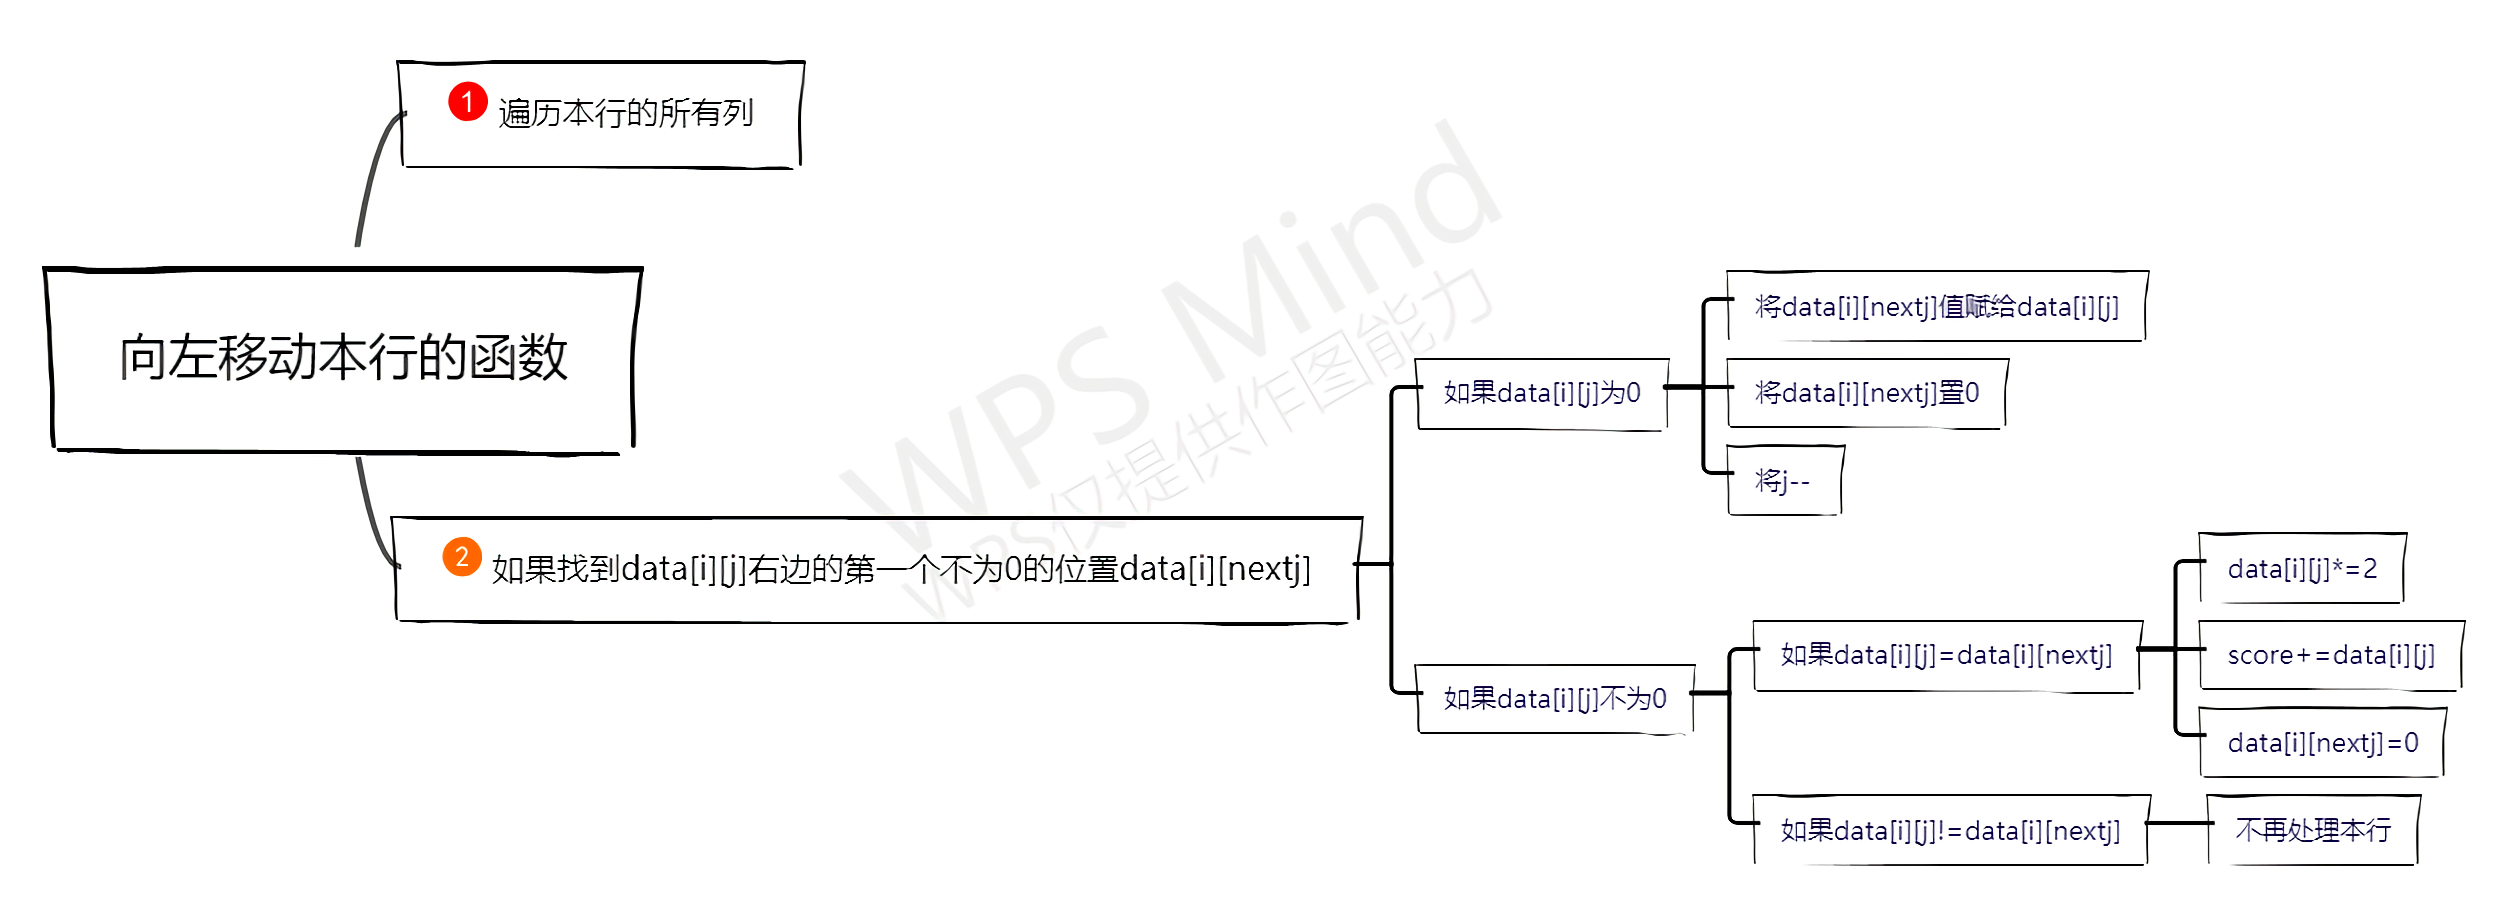 1 遍历本行的所有列
向左移动本行的函数
2 如果找到data[i][j]右边的第一个不为0的位置data[i][nextj]
如果data[i][j]为0
将data[i][nextj]值赋给data[i][j]
将data[i][nextj]置0
将j--
如果data[i][j]不为0
如果data[i][j]=data[i][nextj]
data[i][j]*=2
score+=data[i][j]
data[i][nextj]=0
如果data[i][j]!=data[i][nextj]
不再处理本行
WPS Mind
WPS仅提供作图能力